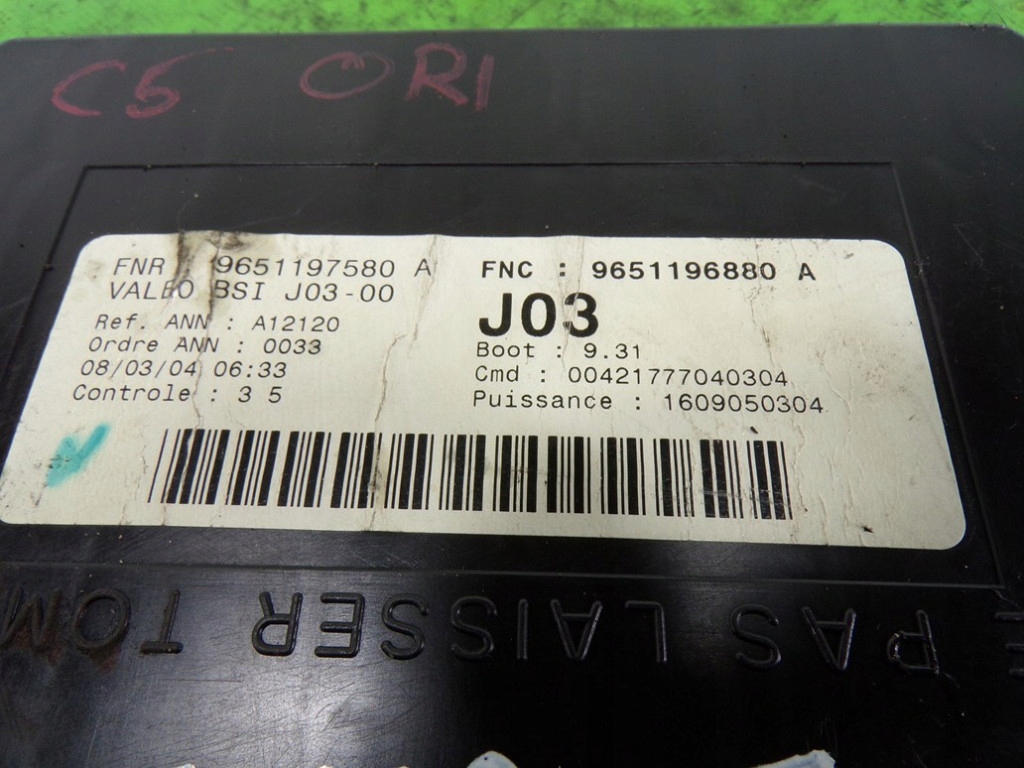 C5 ORI
FNR : 9651197580 A
VALEO BSI J03-00
Ref. ANN : A12120
Ordre ANN : 0033
08/03/04 06:33
Controle : 3 5
FNC : 9651196880 A
J03
Boot : 9.31
Cmd : 00421777040304
Puissance : 1609050304
E PAS LAISSER TOM